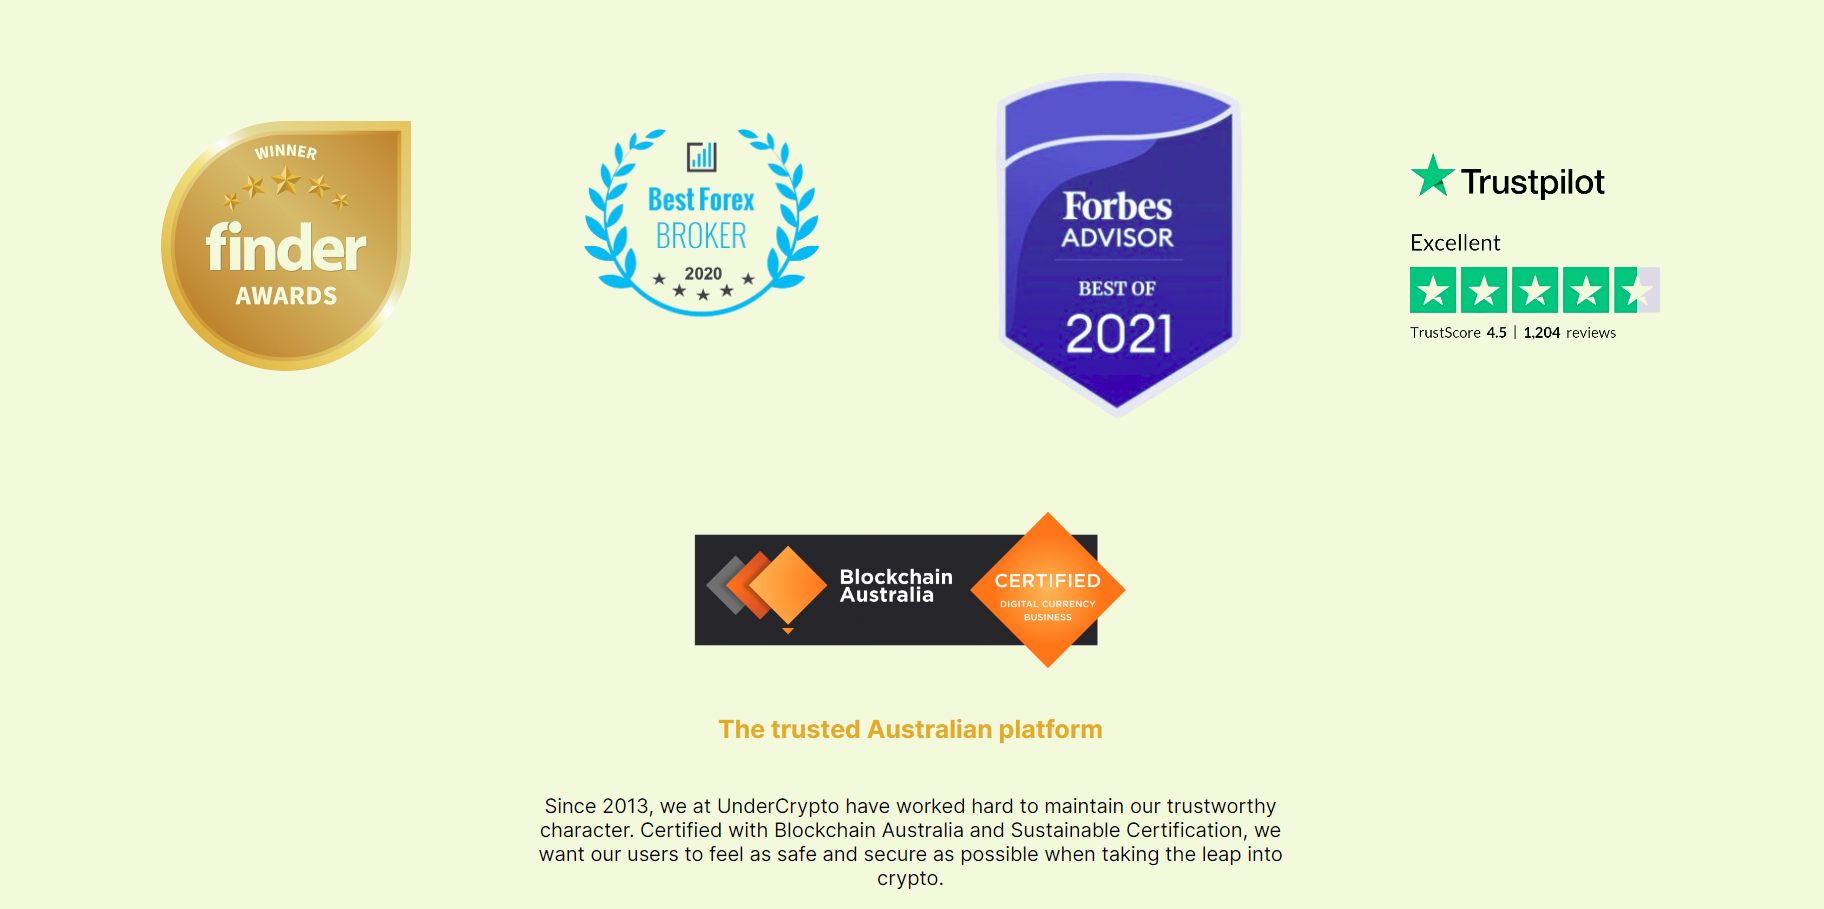 WINNER
finder
AWARDS
Best Forex
BROKER
2020
Forbes
ADVISOR
BEST OF
2021
Trustpilot
Excellent
TrustScore 4.5 | 1,204 reviews
Blockchain
Australia
CERTIFIED
DIGITAL CURRENCY
BUSINESS
The trusted Australian platform
Since 2013, we at UnderCrypto have worked hard to maintain our trustworthy
character. Certified with Blockchain Australia and Sustainable Certification, we
want our users to feel as safe and secure as possible when taking the leap into
crypto.